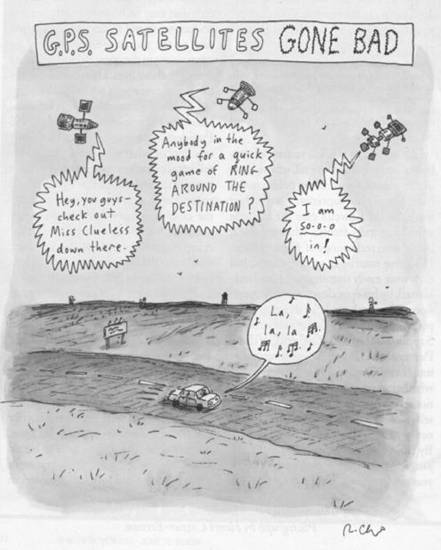 G.P.S. SATELLITES GONE BAD
Hey, you guys–
check out
Miss Clueless
down there.
Anybody in the
mood for a quick
game of RING
AROUND THE
DESTINATION?
I am
so-o-o
in!
La,
la, la
R. Chast